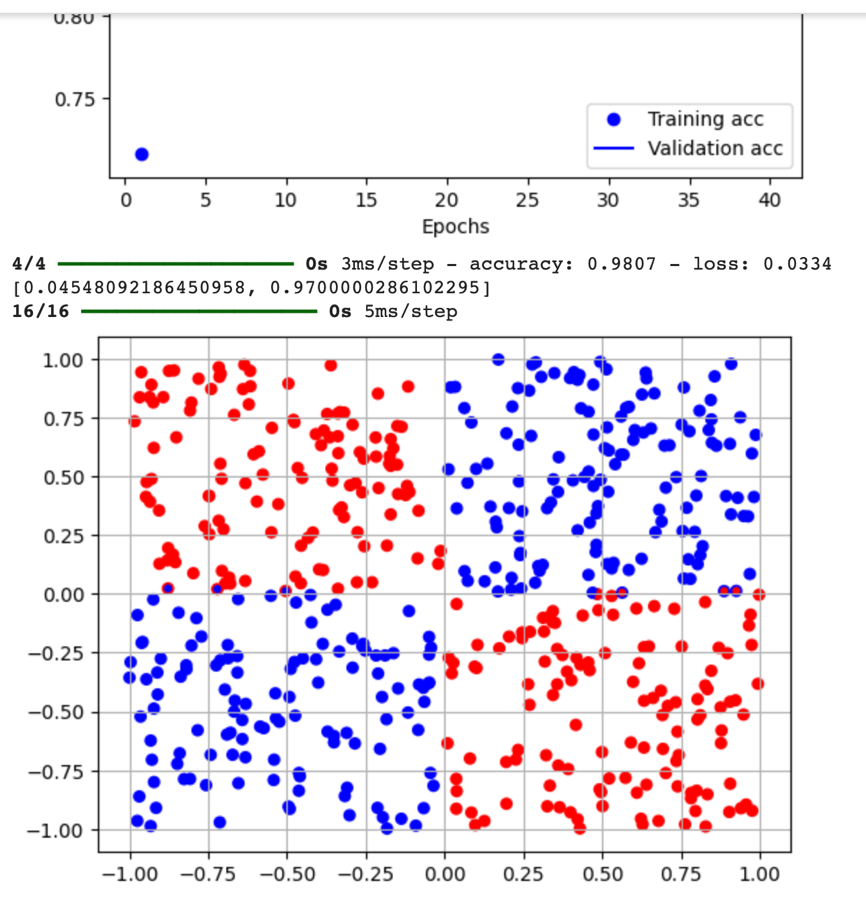 0.80
0.75
Training acc
Validation acc
0 5 10 15 20 25 30 35 40
Epochs
4/4 ━━━━━━━━━━━━━━━━━━━━ 0s 3ms/step - accuracy: 0.9807 - loss: 0.0334
[0.04548092186450958, 0.9700000286102295]
16/16 ━━━━━━━━━━━━━━━━━━━━ 0s 5ms/step
1.00
0.75
0.50
0.25
0.00
−0.25
−0.50
−0.75
−1.00
−1.00 −0.75 −0.50 −0.25 0.00 0.25 0.50 0.75 1.00